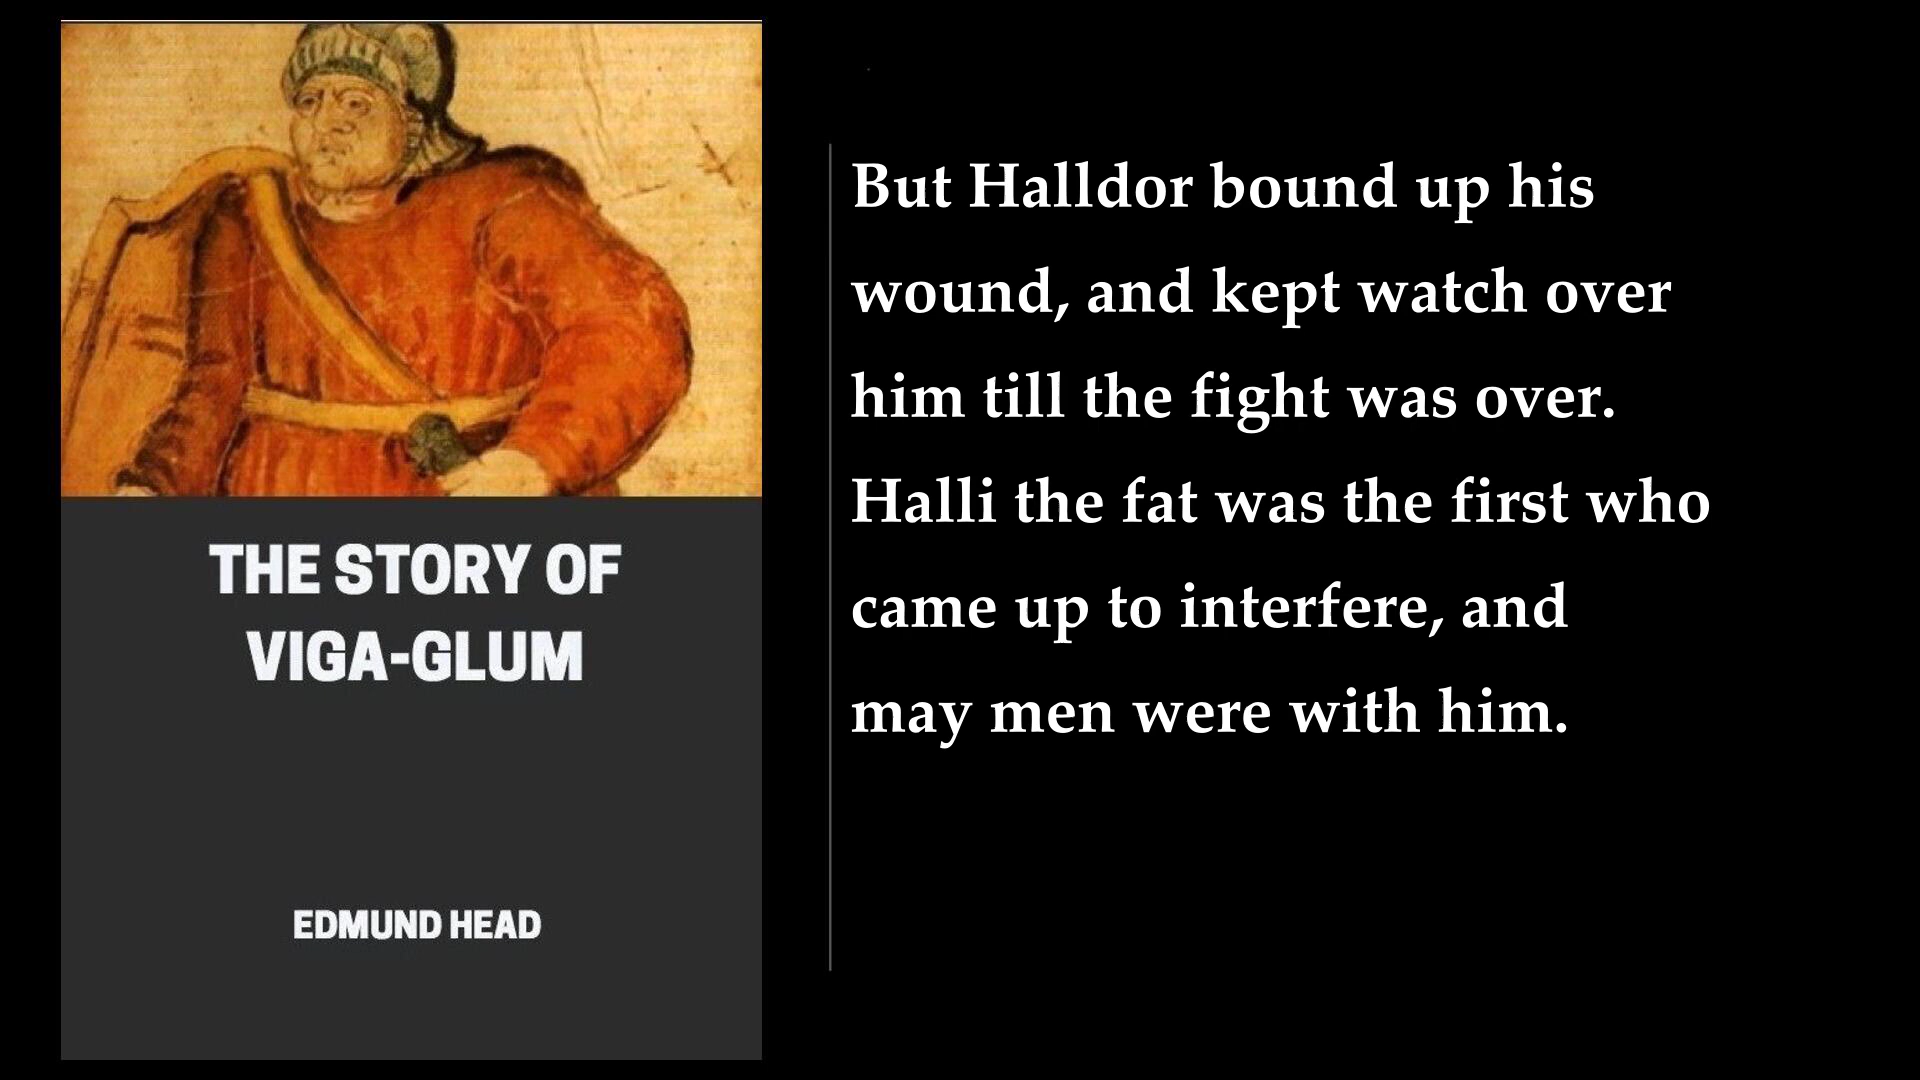 THE STORY OF
VIGA-GLUM
EDMUND HEAD
But Halldor bound up his
wound, and kept watch over
him till the fight was over.
Halli the fat was the first who
came up to interfere, and
may men were with him.